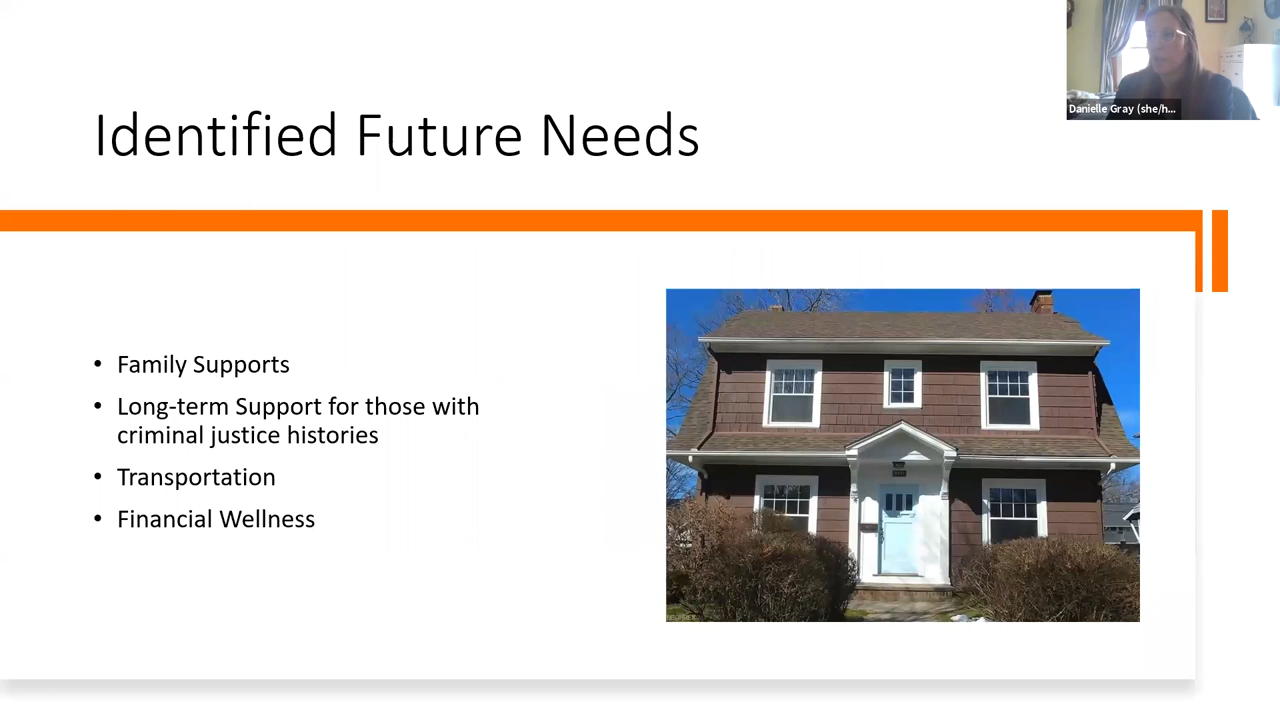 Danielle Gray (she/h...
Identified Future Needs
• Family Supports
• Long-term Support for those with
criminal justice histories
• Transportation
• Financial Wellness